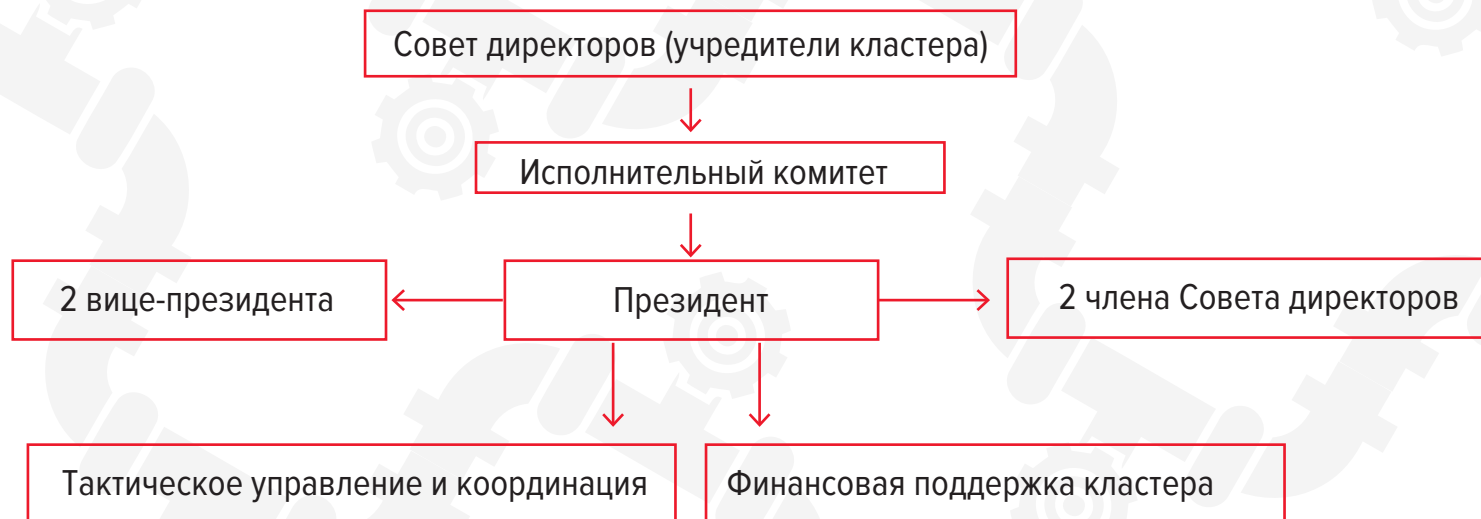 Совет директоров (учредители кластера)
Исполнительный комитет
2 вице-президента
Президент
2 члена Совета директоров
Тактическое управление и координация
Финансовая поддержка кластера